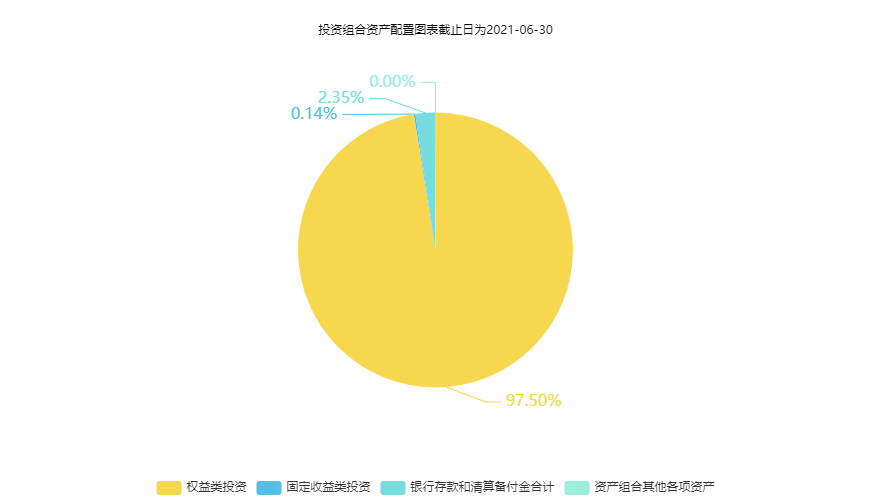 投资组合资产配置图表截止日为2021-06-30
0.00%
2.35%
0.14%
97.50%
权益类投资 固定收益类投资 银行存款和清算备付金合计 资产组合其他各项资产